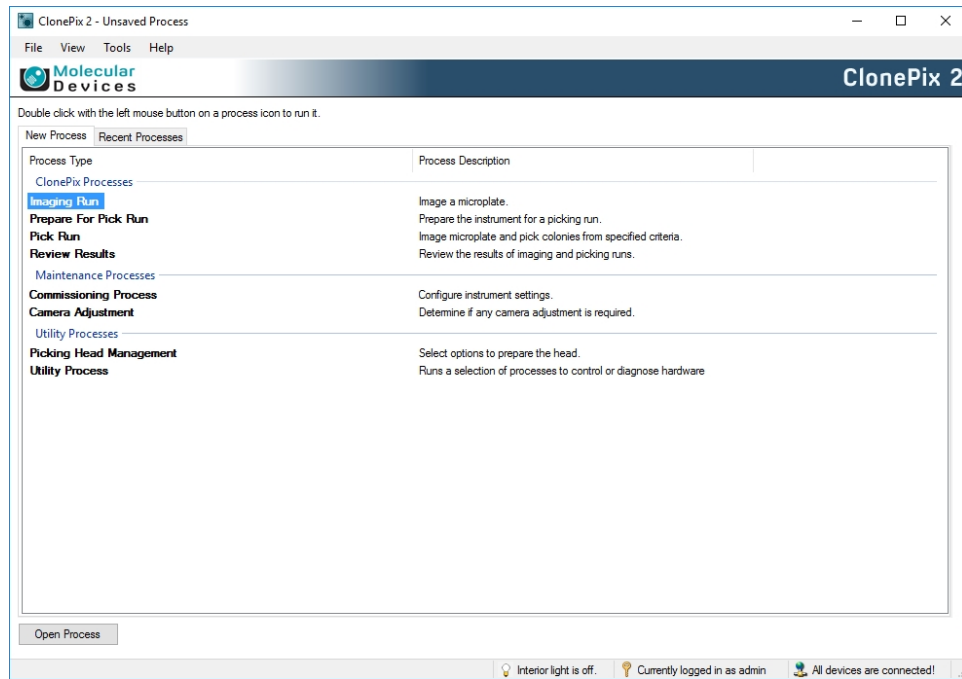 ClonePix 2 - Unsaved Process
File View Tools Help
Molecular Devices
ClonePix 2
Double click with the left mouse button on a process icon to run it.
New Process Recent Processes
Process Type Process Description
ClonePix Processes
Imaging Run Image a microplate.
Prepare For Pick Run Prepare the instrument for a picking run.
Pick Run Image microplate and pick colonies from specified criteria.
Review Results Review the results of imaging and picking runs.
Maintenance Processes
Commissioning Process Configure instrument settings.
Camera Adjustment Determine if any camera adjustment is required.
Utility Processes
Picking Head Management Select options to prepare the head.
Utility Process Runs a selection of processes to control or diagnose hardware
Open Process
Interior light is off. Currently logged in as admin All devices are connected!